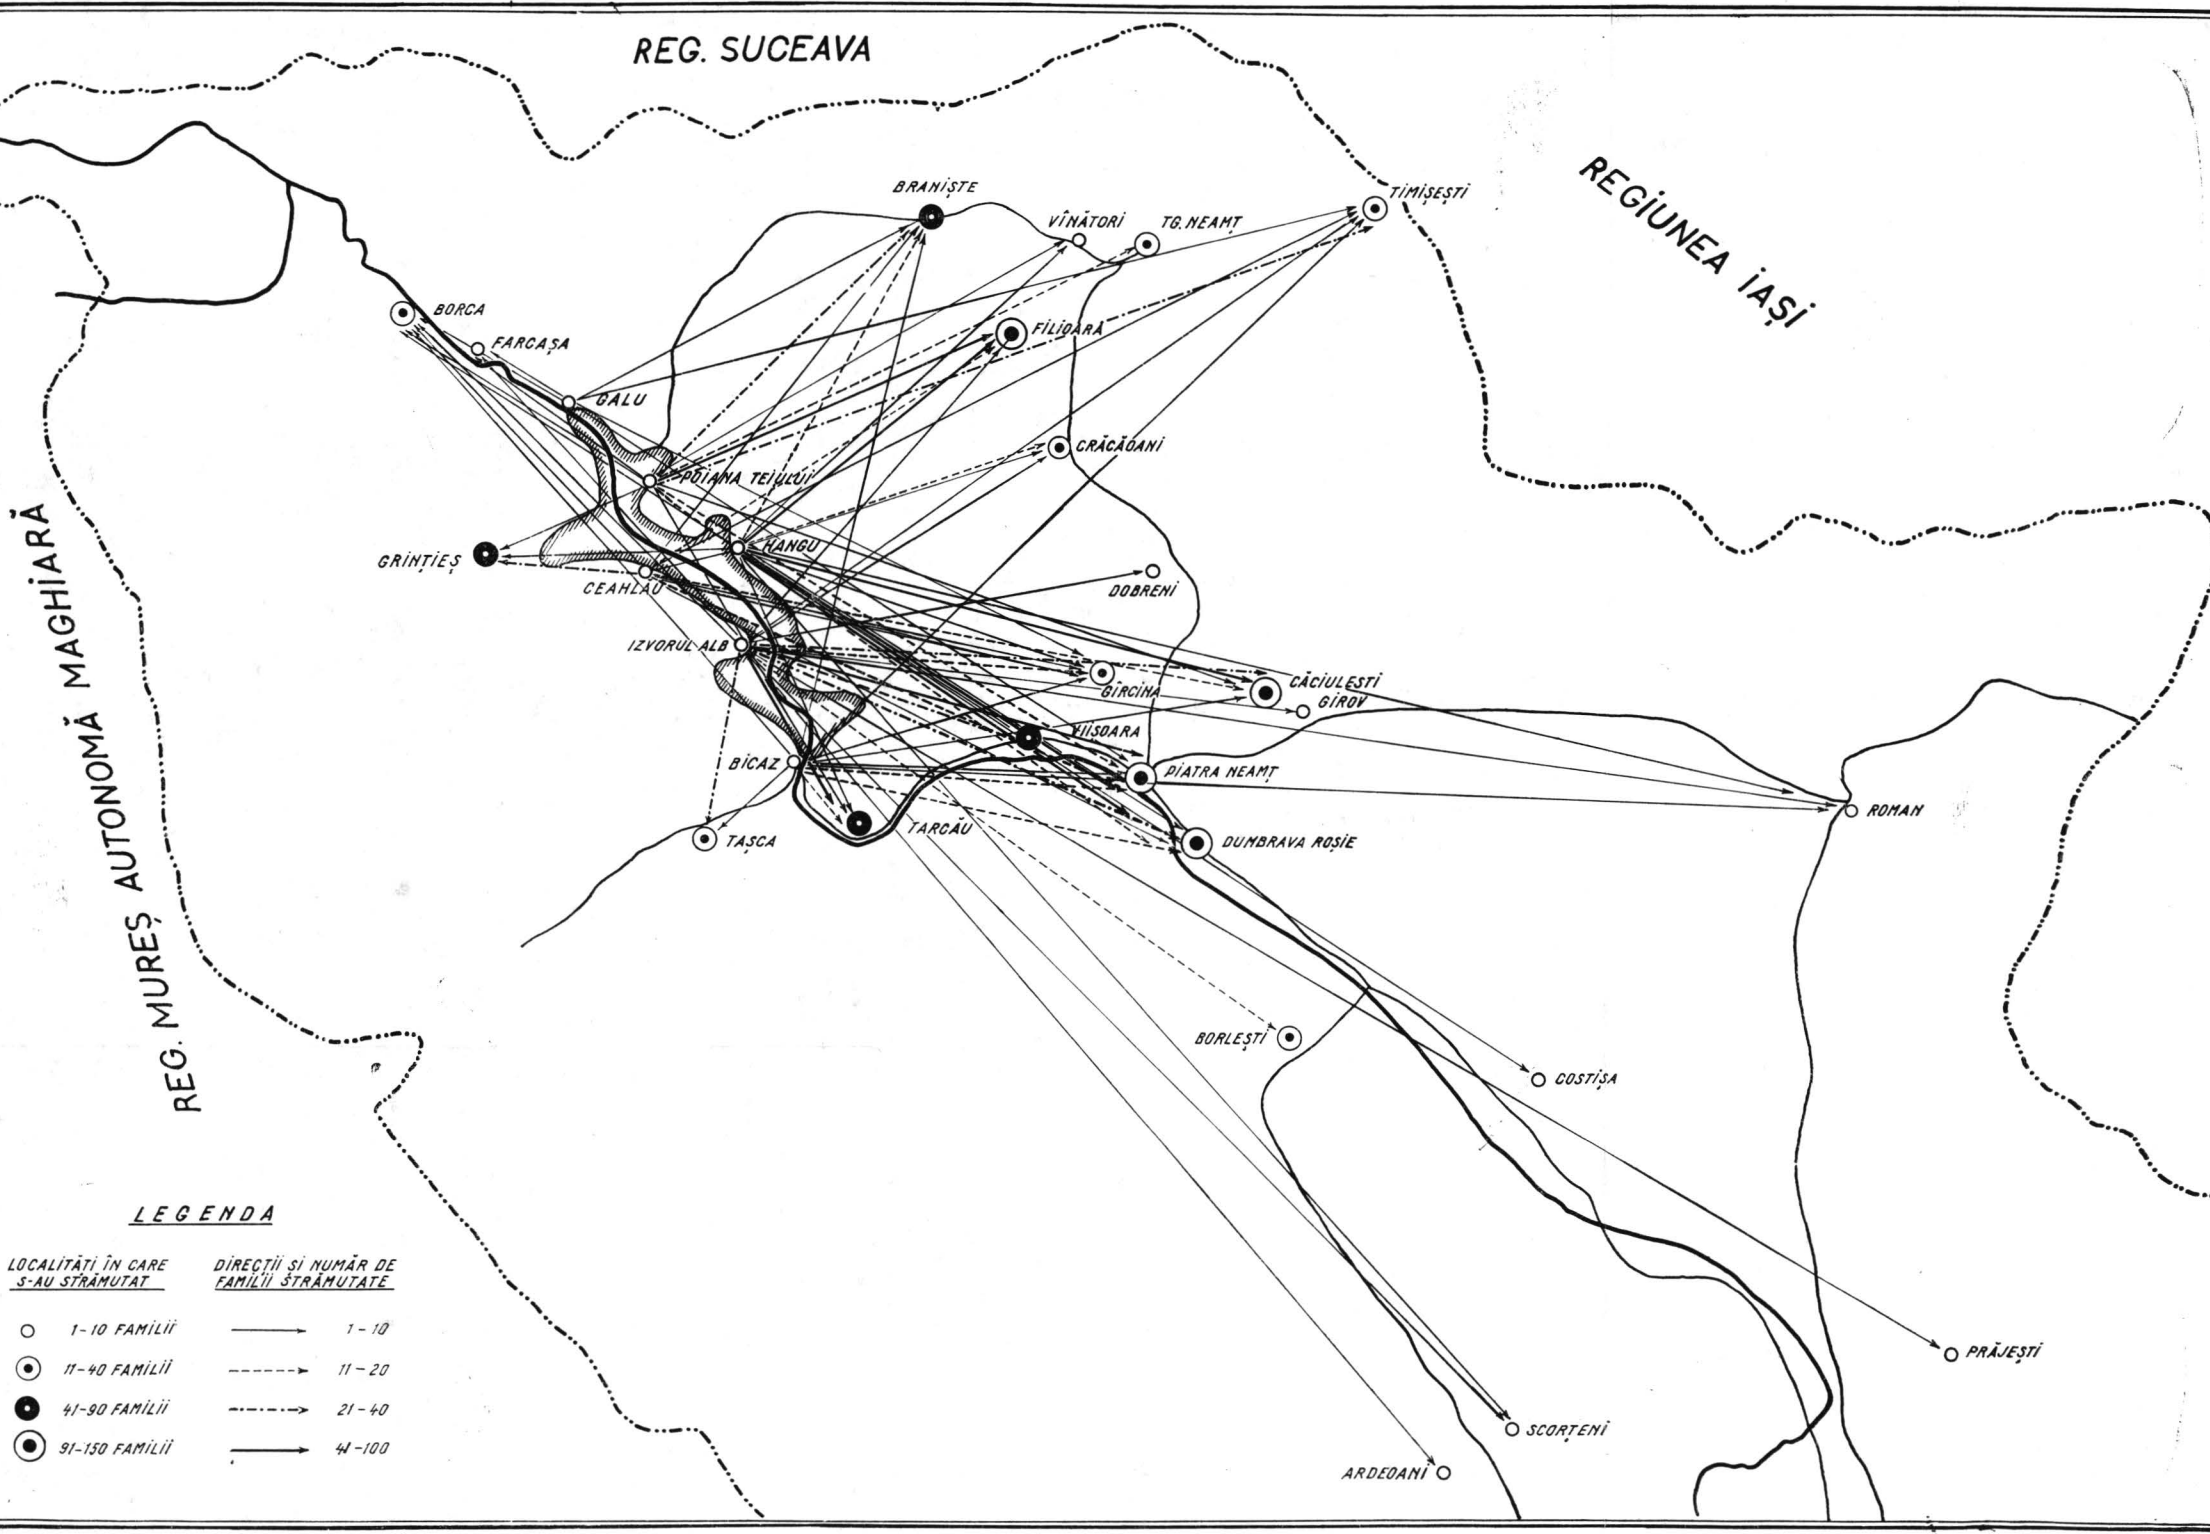 REG. SUCEAVA
REGIUNEA IAȘI
REG. MUREȘ AUTONOMĂ MAGHIARĂ
BRANIȘTE
VÎNĂTORI
TG. NEAMȚ
TIMIȘEȘTI
BORCA
FARCAȘA
FILIOARĂ
GALU
CRĂCĂOANI
POIANA TEIULUI
HANGU
GRINȚIEȘ
CEAHLAU
DOBRENI
IZVORUL ALB
GÎRCINA
CĂCIULEȘTI
GIROV
VIISOARA
BICAZ
PIATRA NEAMȚ
ROMAN
TARCĂU
TAȘCA
DUMBRAVA ROȘIE
BORLEȘTI
COSTIȘA
PRĂJEȘTI
SCORȚENI
ARDEOANI
LEGENDA
LOCALITĂȚI ÎN CARE
S-AU STRĂMUTAT
DIRECȚII ȘI NUMĂR DE
FAMILII STRĂMUTATE
1-10 FAMILII 1-10
11-40 FAMILII 11-20
41-90 FAMILII 21-40
91-150 FAMILII 41-100